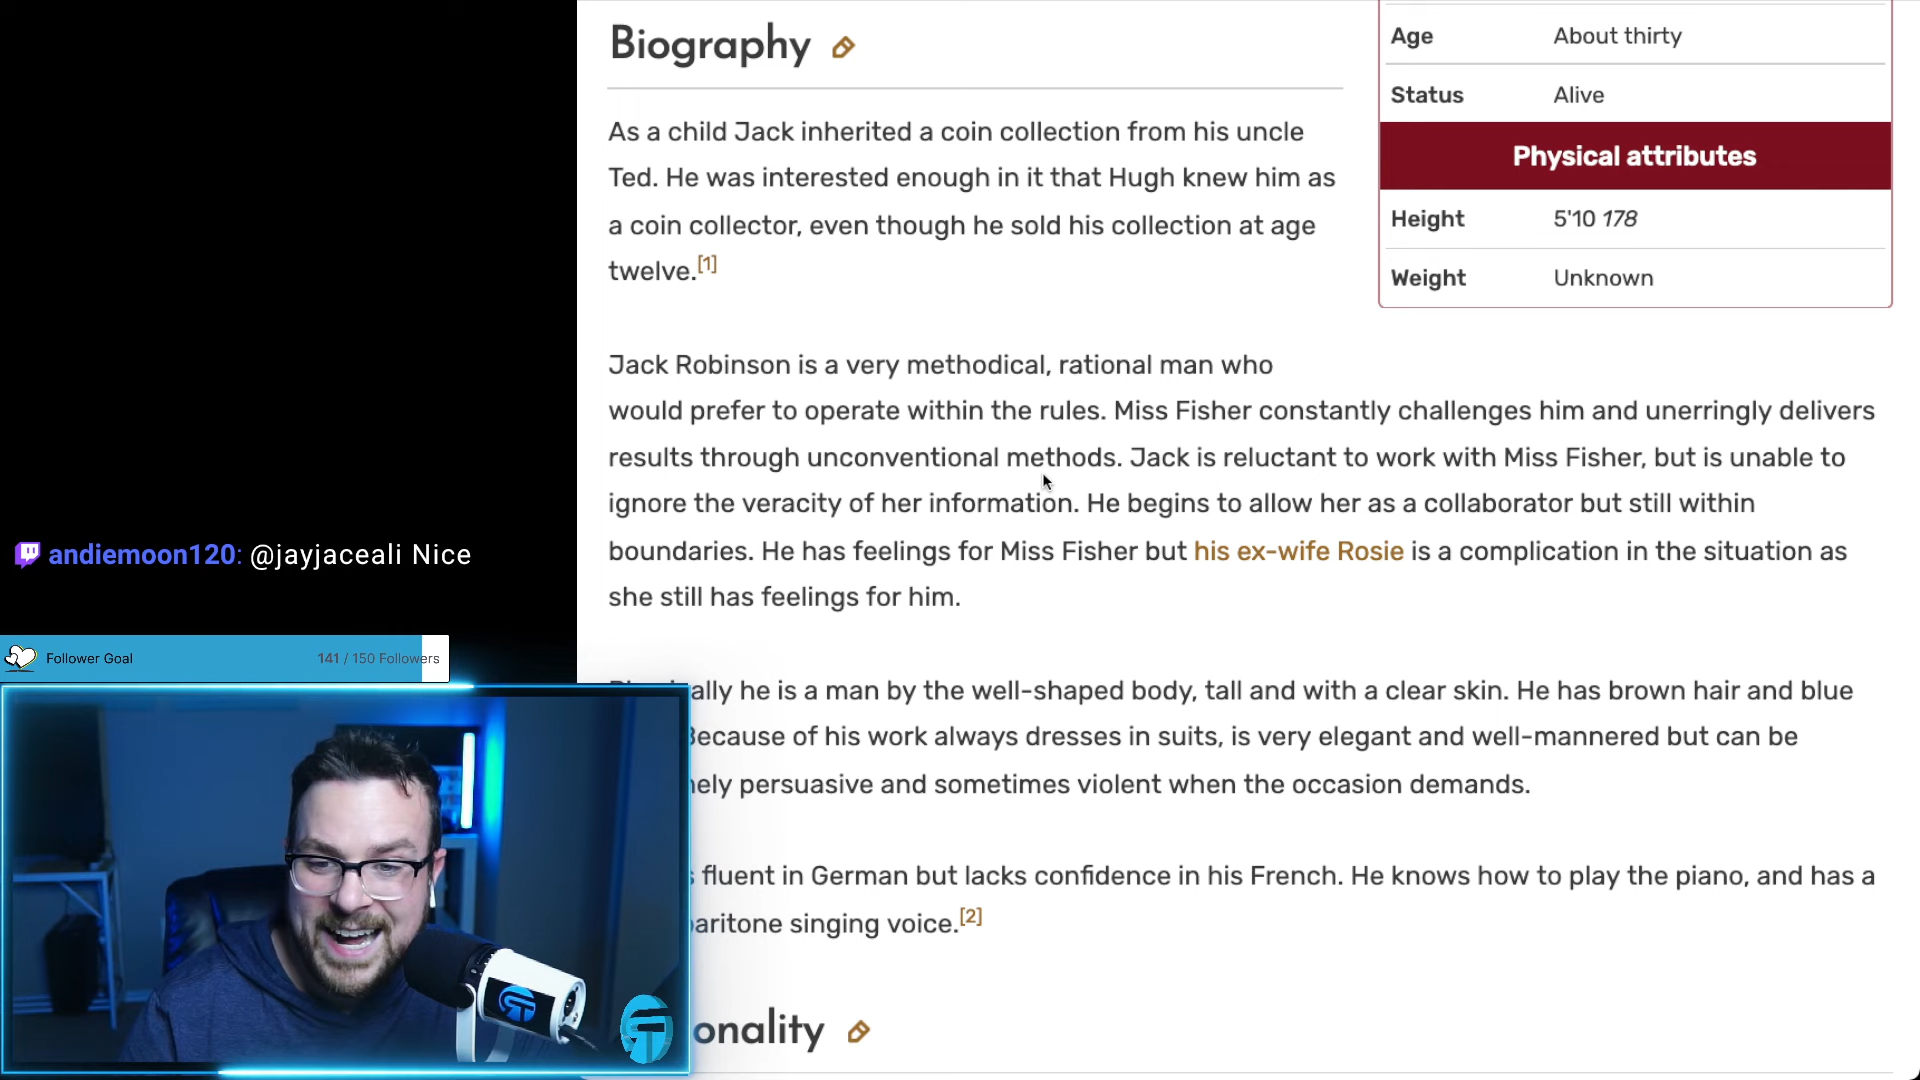 Biography
As a child Jack inherited a coin collection from his uncle
Ted. He was interested enough in it that Hugh knew him as
a coin collector, even though he sold his collection at age
twelve.[1]
Age About thirty
Status Alive
Physical attributes
Height 5'10 178
Weight Unknown
Jack Robinson is a very methodical, rational man who
would prefer to operate within the rules. Miss Fisher constantly challenges him and unerringly delivers
results through unconventional methods. Jack is reluctant to work with Miss Fisher, but is unable to
ignore the veracity of her information. He begins to allow her as a collaborator but still within
boundaries. He has feelings for Miss Fisher but his ex-wife Rosie is a complication in the situation as
she still has feelings for him.
he is a man by the well-shaped body, tall and with a clear skin. He has brown hair and blue
Because of his work always dresses in suits, is very elegant and well-mannered but can be
persuasive and sometimes violent when the occasion demands.
fluent in German but lacks confidence in his French. He knows how to play the piano, and has a
singing voice.[2]
andiemoon120: @jayjaceali Nice
Follower Goal 141 / 150 Followers